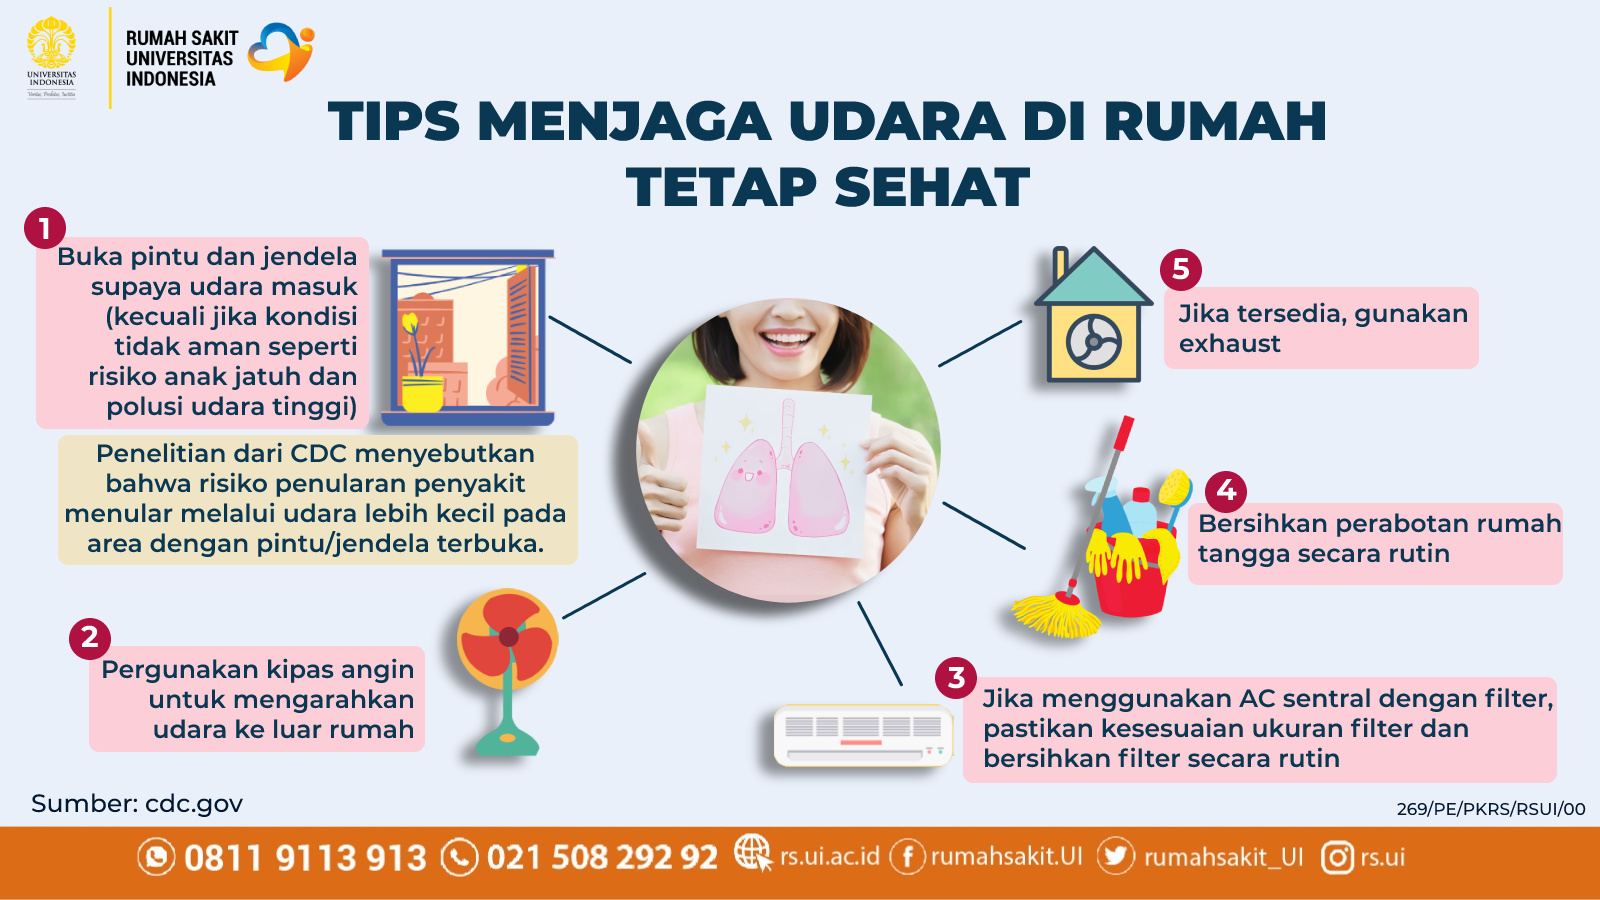 UNIVERSITAS
INDONESIA
Veritas, Probitas, Iustitia
RUMAH SAKIT
UNIVERSITAS
INDONESIA
TIPS MENJAGA UDARA DI RUMAH
TETAP SEHAT
1
Buka pintu dan jendela
supaya udara masuk
(kecuali jika kondisi
tidak aman seperti
risiko anak jatuh dan
polusi udara tinggi)
Penelitian dari CDC menyebutkan
bahwa risiko penularan penyakit
menular melalui udara lebih kecil pada
area dengan pintu/jendela terbuka.
2
Pergunakan kipas angin
untuk mengarahkan
udara ke luar rumah
3
Jika menggunakan AC sentral dengan filter,
pastikan kesesuaian ukuran filter dan
bersihkan filter secara rutin
4
Bersihkan perabotan rumah
tangga secara rutin
5
Jika tersedia, gunakan
exhaust
Sumber: cdc.gov
269/PE/PKRS/RSUI/00
0811 9113 913 021 508 292 92 rs.ui.ac.id rumahsakit.UI rumahsakit_UI rs.ui